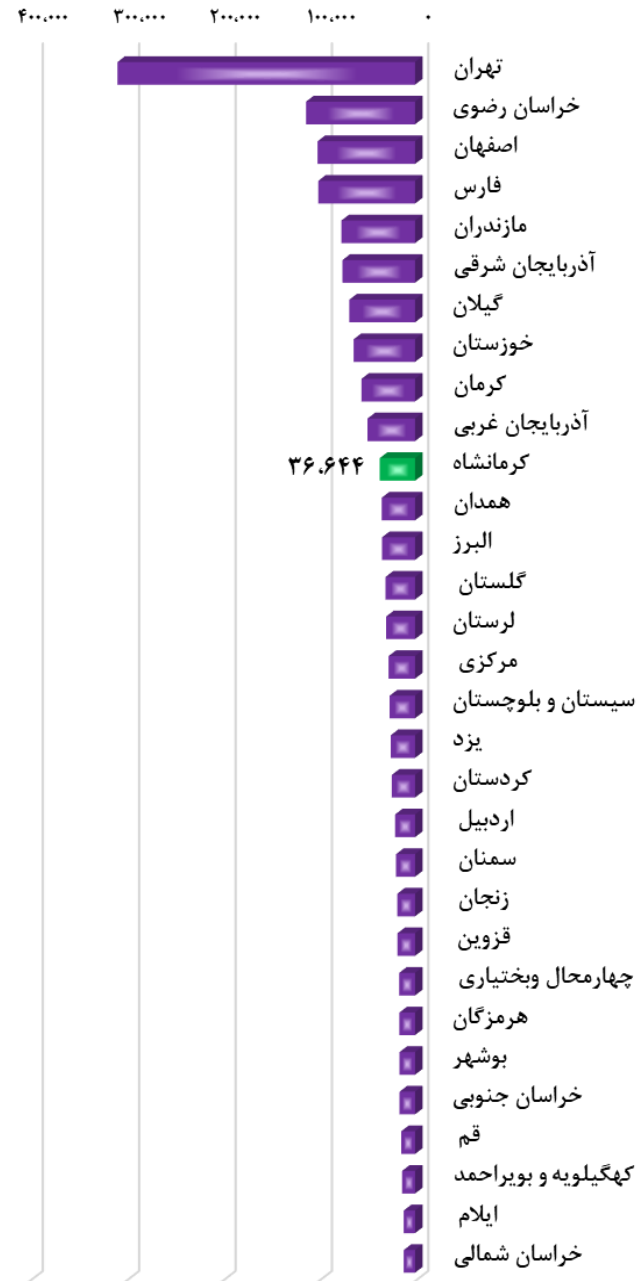 ۴۰۰،۰۰۰ ۳۰۰،۰۰۰ ۲۰۰،۰۰۰ ۱۰۰،۰۰۰ ۰
تهران
خراسان رضوی
اصفهان
فارس
مازندران
آذربایجان شرقی
گیلان
خوزستان
کرمان
آذربایجان غربی
کرمانشاه ۳۶،۶۴۴
همدان
البرز
گلستان
لرستان
مرکزی
سیستان و بلوچستان
یزد
کردستان
اردبیل
سمنان
زنجان
قزوین
چهارمحال وبختیاری
هرمزگان
بوشهر
خراسان جنوبی
قم
کهگیلویه و بویراحمد
ایلام
خراسان شمالی